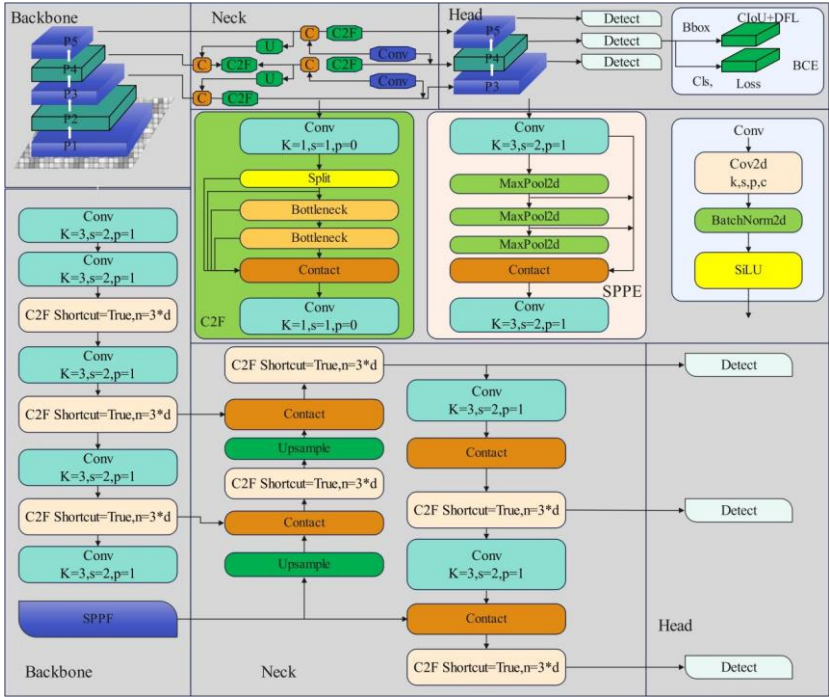 Backbone
P5
P4
P3
P2
P1
Neck
C
C2F
U
C
C2F
C
C2F
Conv
U
C
C2F
Conv
Head
P5
P4
P3
Detect
Detect
Detect
CIoU+DFL
Bbox
BCE
Cls,
Loss
Conv
K=1,s=1,p=0
Split
Bottleneck
Bottleneck
Contact
Conv
K=1,s=1,p=0
C2F
Conv
K=3,s=2,p=1
MaxPool2d
MaxPool2d
MaxPool2d
Contact
SPPE
Conv
K=3,s=2,p=1
Conv
Cov2d
k,s,p,c
BatchNorm2d
SiLU
Conv
K=3,s=2,p=1
Conv
K=3,s=2,p=1
C2F Shortcut=True,n=3*d
Conv
K=3,s=2,p=1
C2F Shortcut=True,n=3*d
Conv
K=3,s=2,p=1
C2F Shortcut=True,n=3*d
Conv
K=3,s=2,p=1
SPPF
Backbone
C2F Shortcut=True,n=3*d
Contact
Upsample
C2F Shortcut=True,n=3*d
Contact
Upsample
Neck
Conv
K=3,s=2,p=1
Contact
C2F Shortcut=True,n=3*d
Conv
K=3,s=2,p=1
Contact
C2F Shortcut=True,n=3*d
Detect
Detect
Head
Detect